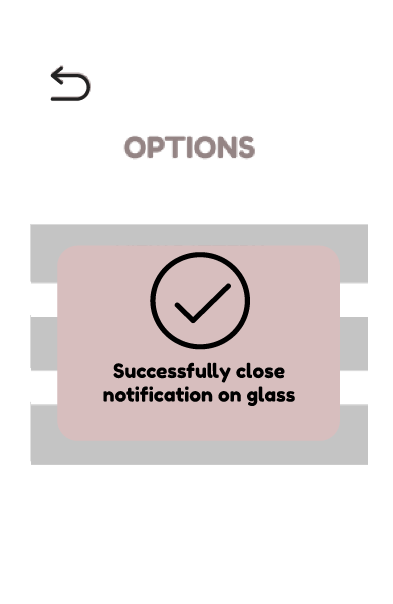 OPTIONS
Successfully close
notification on glass